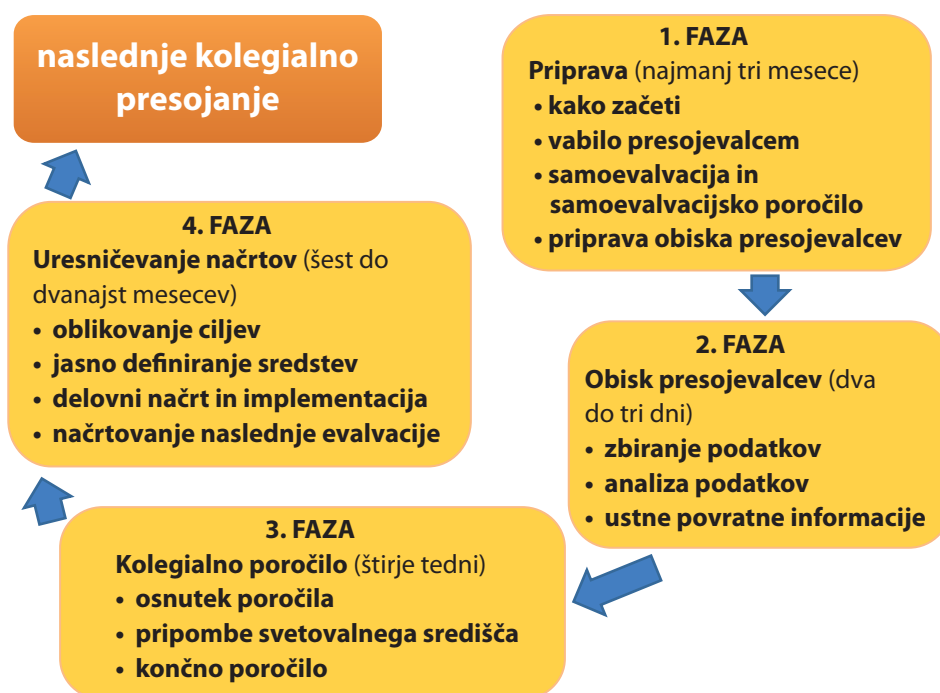 naslednje kolegialno
presojanje
1. FAZA
Priprava (najmanj tri mesece)
• kako začeti
• vabilo presojevalcem
• samoevalvacija in
samoevalvacijsko poročilo
• priprava obiska presojevalcev
2. FAZA
Obisk presojevalcev (dva
do tri dni)
• zbiranje podatkov
• analiza podatkov
• ustne povratne informacije
3. FAZA
Kolegialno poročilo (štirje tedni)
• osnutek poročila
• pripombe svetovalnega središča
• končno poročilo
4. FAZA
Uresničevanje načrtov (šest do
dvanajst mesecev)
• oblikovanje ciljev
• jasno definiranje sredstev
• delovni načrt in implementacija
• načrtovanje naslednje evalvacije